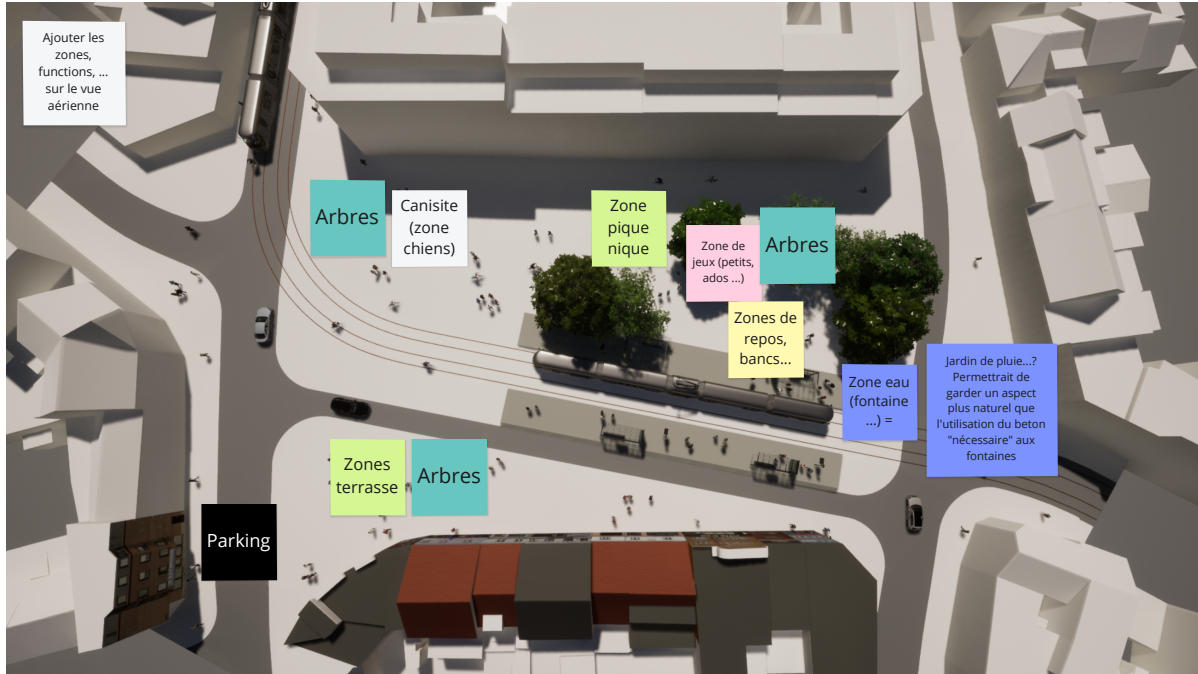 Ajouter les
zones,
functions, ...
sur le vue
aérienne
Arbres
Canisite
(zone
chiens)
Zone
pique
nique
Zone de
jeux (petits,
ados ...)
Arbres
Zones de
repos,
bancs...
Zone eau
(fontaine
...) =
Jardin de pluie...?
Permettrait de
garder un aspect
plus naturel que
l'utilisation du beton
"nécessaire" aux
fontaines
Zones
terrasse
Arbres
Parking